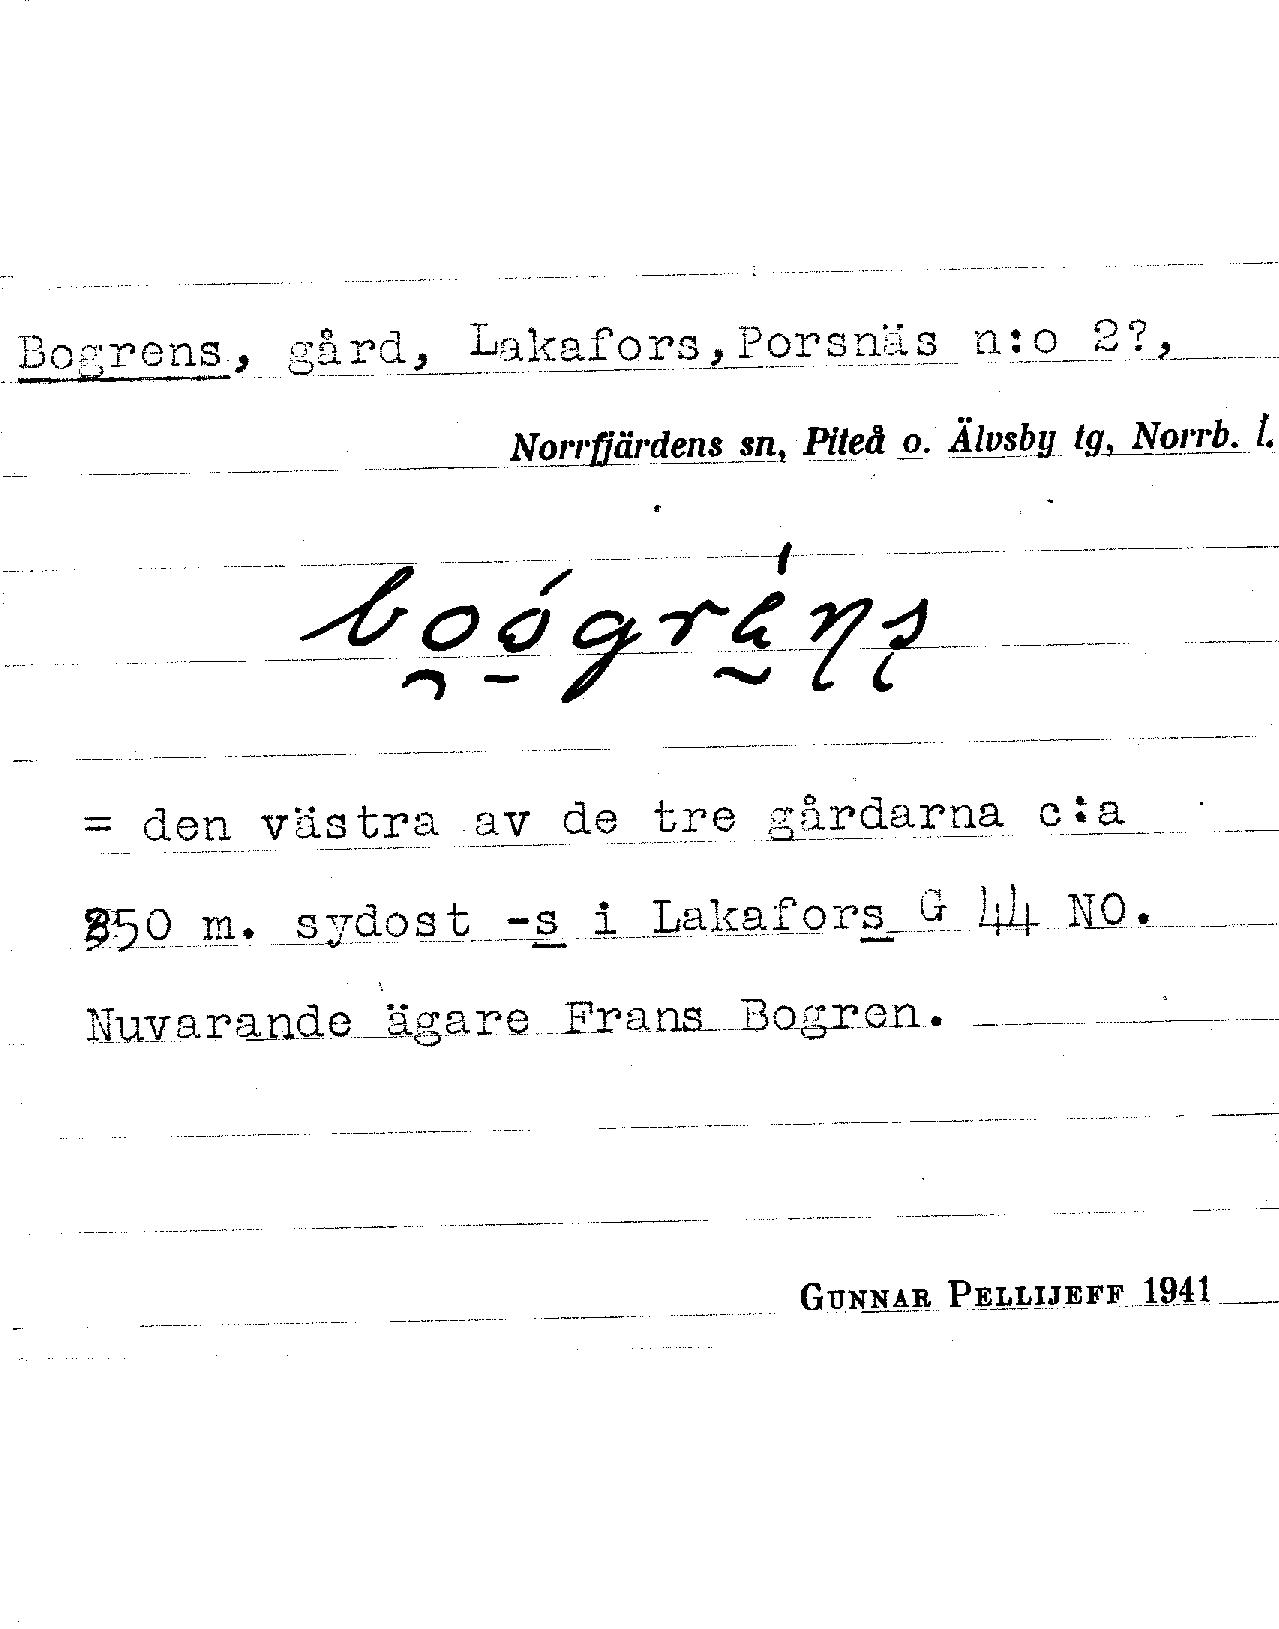 Bogrens, gård, Lakafors, Porsnäs n:o 2?,
Norrfjärdens sn, Piteå o. Älvsby tg, Norrb. l.
= den västra av de tre gårdarna c:a
m. sydost -s i Lakafors G 44 NO.
Nuvarande ägare Frans Bogren.
GUNNAR PELLIJEFF 1941